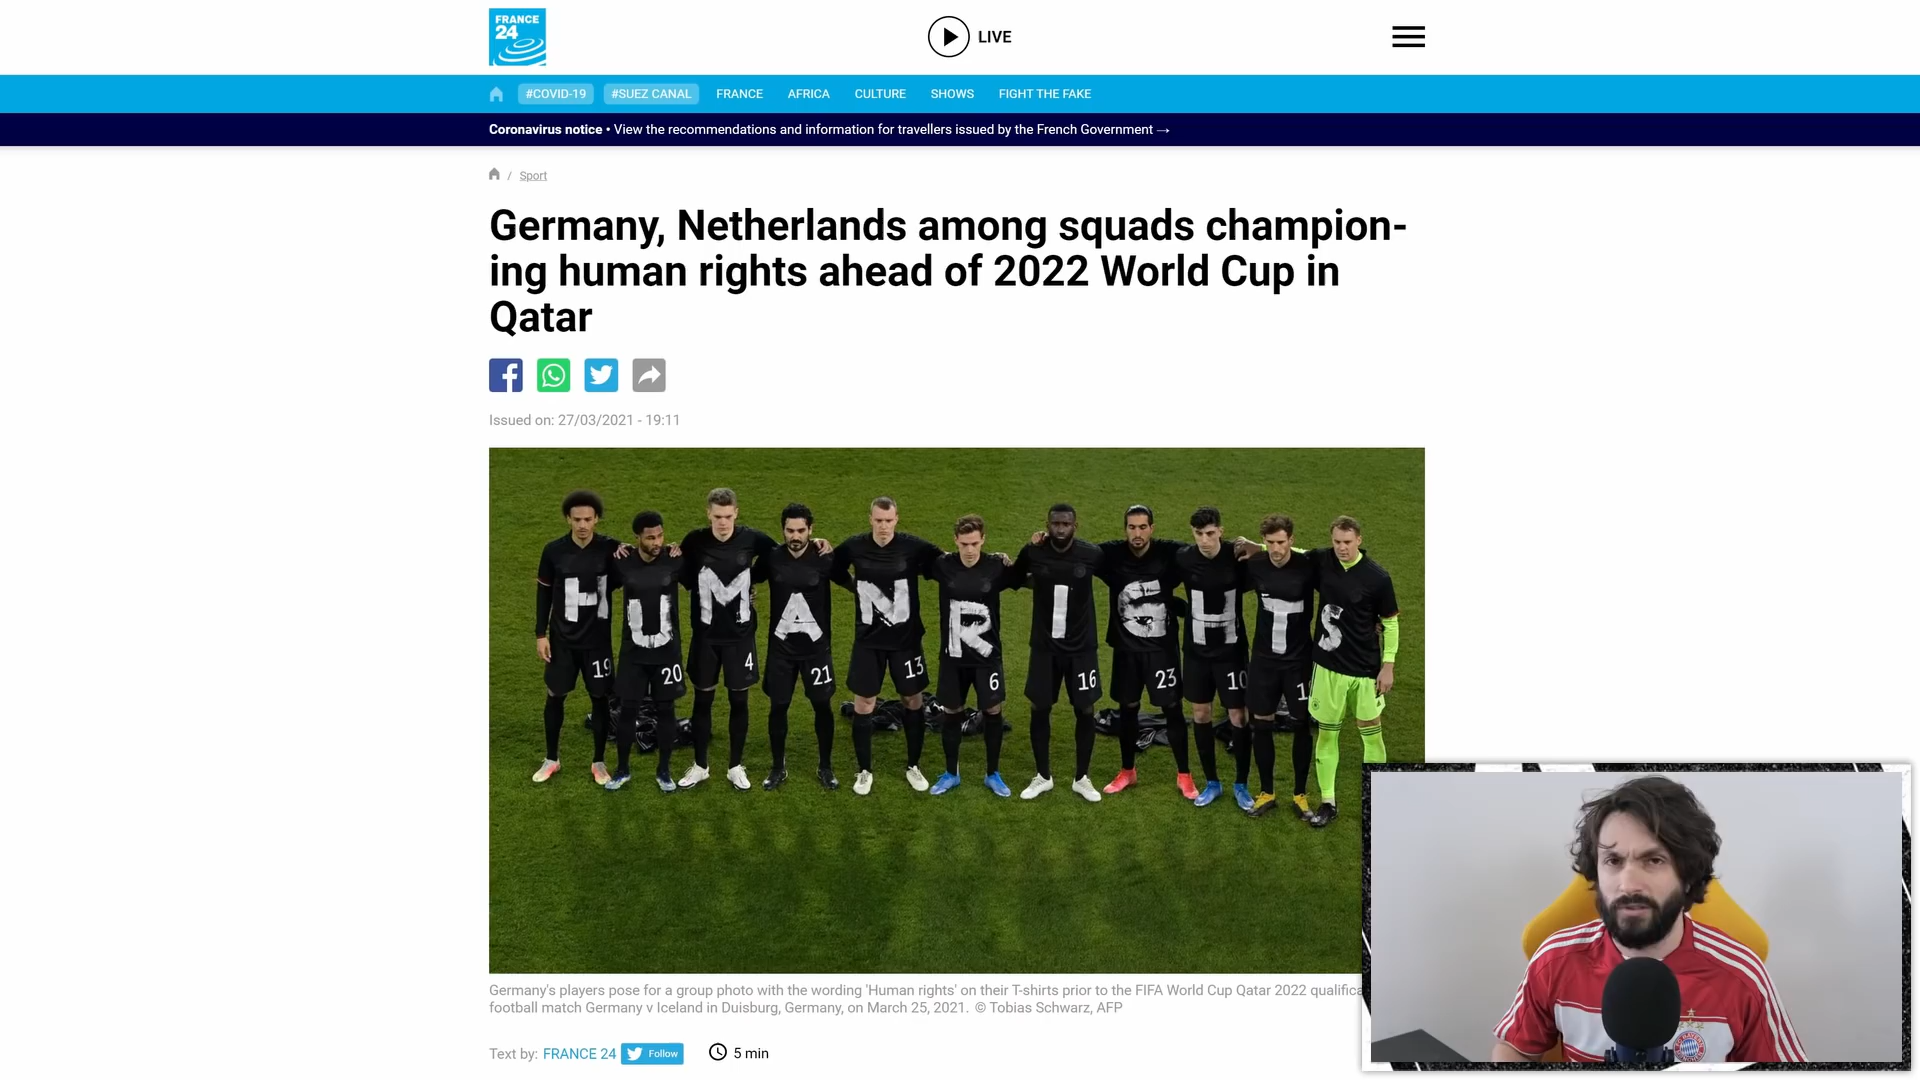 FRANCE
24
LIVE
#COVID-19
#SUEZ CANAL
FRANCE
AFRICA
CULTURE
SHOWS
FIGHT THE FAKE
Coronavirus notice • View the recommendations and information for travellers issued by the French Government →
/ Sport
Germany, Netherlands among squads champion-
ing human rights ahead of 2022 World Cup in
Qatar
Issued on: 27/03/2021 - 19:11
HUMAN RIGHTS
19 20 4 21 13 6 16 23 10 1
Germany's players pose for a group photo with the wording 'Human rights' on their T-shirts prior to the FIFA World Cup Qatar 2022
football match Germany v Iceland in Duisburg, Germany, on March 25, 2021. © Tobias Schwarz, AFP
Text by: FRANCE 24 Follow 5 min